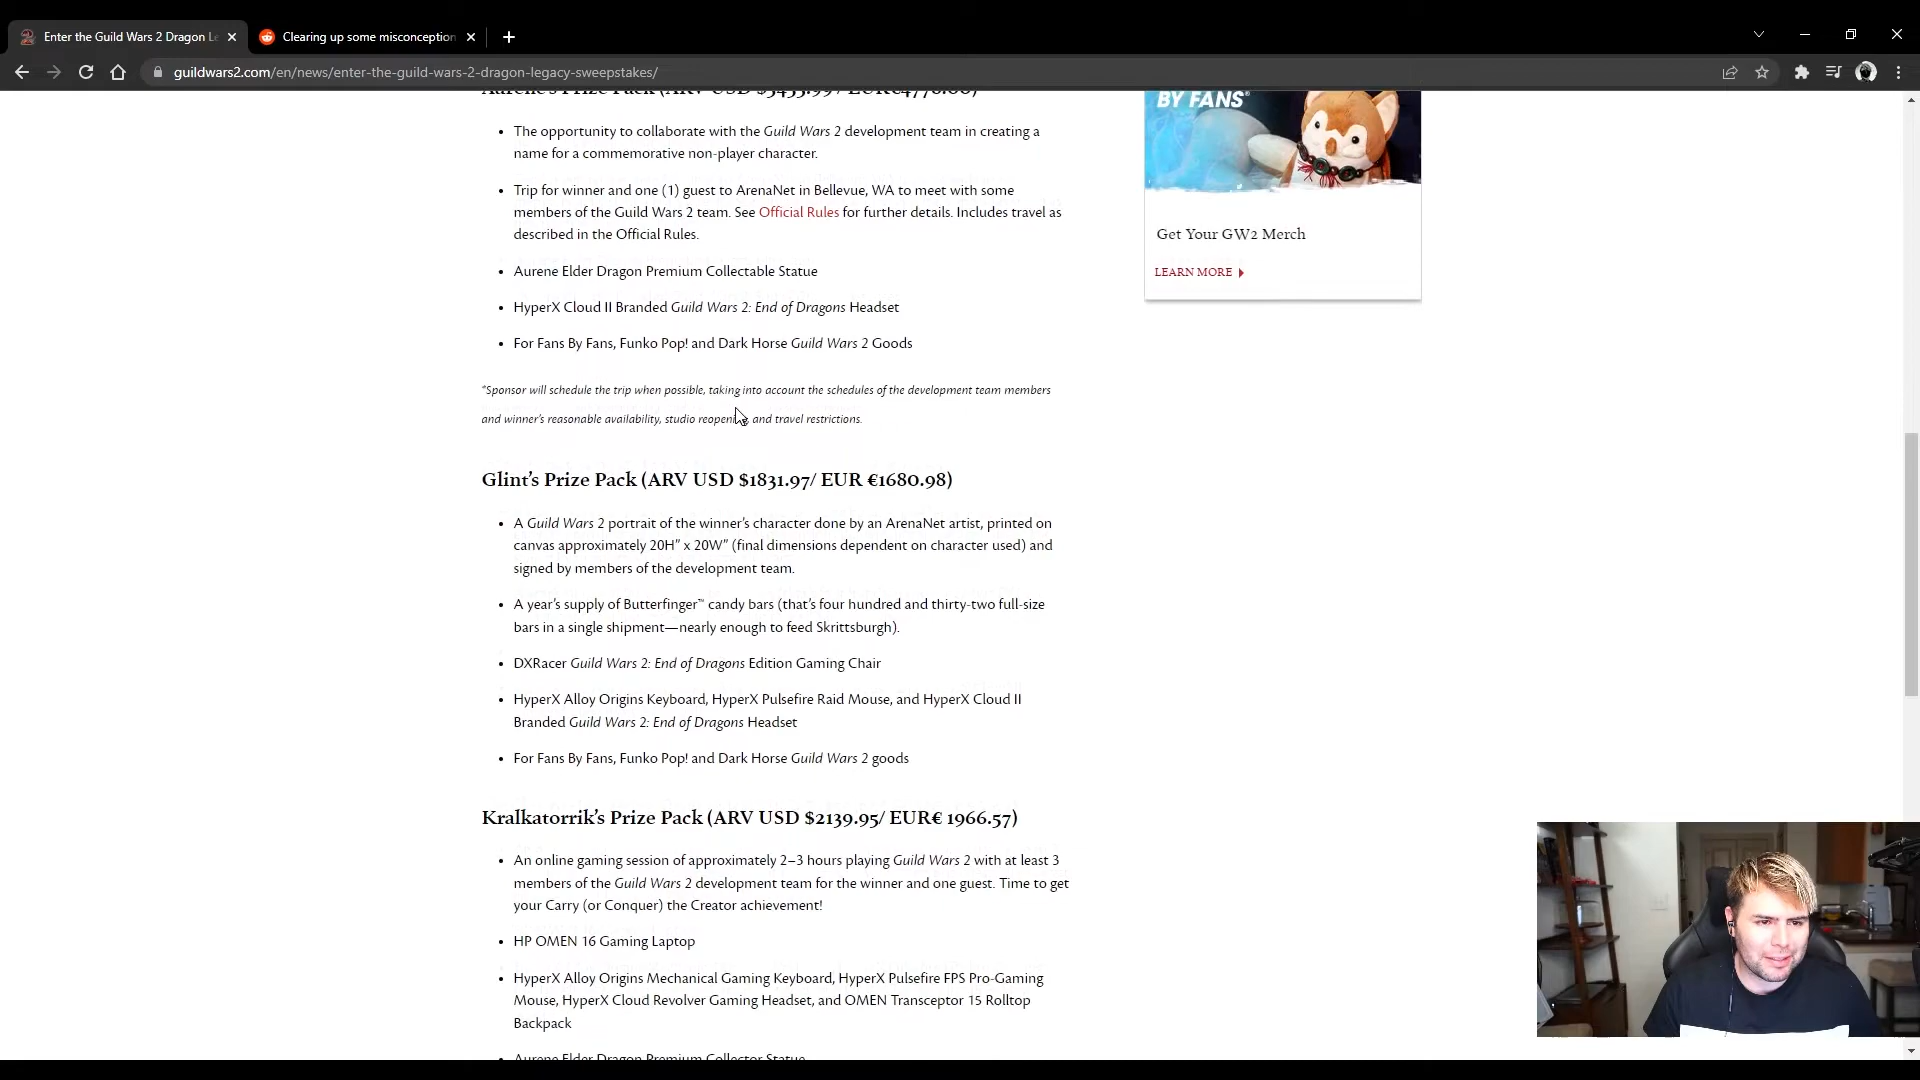 Enter the Guild Wars 2 Dragon Le
Clearing up some misconception
guildwars2.com/en/news/enter-the-guild-wars-2-dragon-legacy-sweepstakes/
Aurene's Prize Pack (ARV USD
• The opportunity to collaborate with the Guild Wars 2 development team in creating a
name for a commemorative non-player character.
• Trip for winner and one (1) guest to ArenaNet in Bellevue, WA to meet with some
members of the Guild Wars 2 team. See Official Rules for further details. Includes travel as
described in the Official Rules.
• Aurene Elder Dragon Premium Collectable Statue
• HyperX Cloud II Branded Guild Wars 2: End of Dragons Headset
• For Fans By Fans, Funko Pop! and Dark Horse Guild Wars 2 Goods
*Sponsor will schedule the trip when possible, taking into account the schedules of the development team members
and winner's reasonable availability, studio reopening, and travel restrictions.
Glint's Prize Pack (ARV USD $1831.97/ EUR €1680.98)
• A Guild Wars 2 portrait of the winner's character done by an ArenaNet artist, printed on
canvas approximately 20H" x 20W" (final dimensions dependent on character used) and
signed by members of the development team.
• A year's supply of Butterfinger™ candy bars (that's four hundred and thirty-two full-size
bars in a single shipment—nearly enough to feed Skrittsburgh).
• DXRacer Guild Wars 2: End of Dragons Edition Gaming Chair
• HyperX Alloy Origins Keyboard, HyperX Pulsefire Raid Mouse, and HyperX Cloud II
Branded Guild Wars 2: End of Dragons Headset
• For Fans By Fans, Funko Pop! and Dark Horse Guild Wars 2 goods
Kralkatorrik's Prize Pack (ARV USD $2139.95/ EUR€ 1966.57)
• An online gaming session of approximately 2–3 hours playing Guild Wars 2 with at least 3
members of the Guild Wars 2 development team for the winner and one guest. Time to get
your Carry (or Conquer) the Creator achievement!
• HP OMEN 16 Gaming Laptop
• HyperX Alloy Origins Mechanical Gaming Keyboard, HyperX Pulsefire FPS Pro-Gaming
Mouse, HyperX Cloud Revolver Gaming Headset, and OMEN Transceptor 15 Rolltop
Backpack
• Aurene Elder Dragon Premium Collector Statue
BY FANS®
Get Your GW2 Merch
LEARN MORE